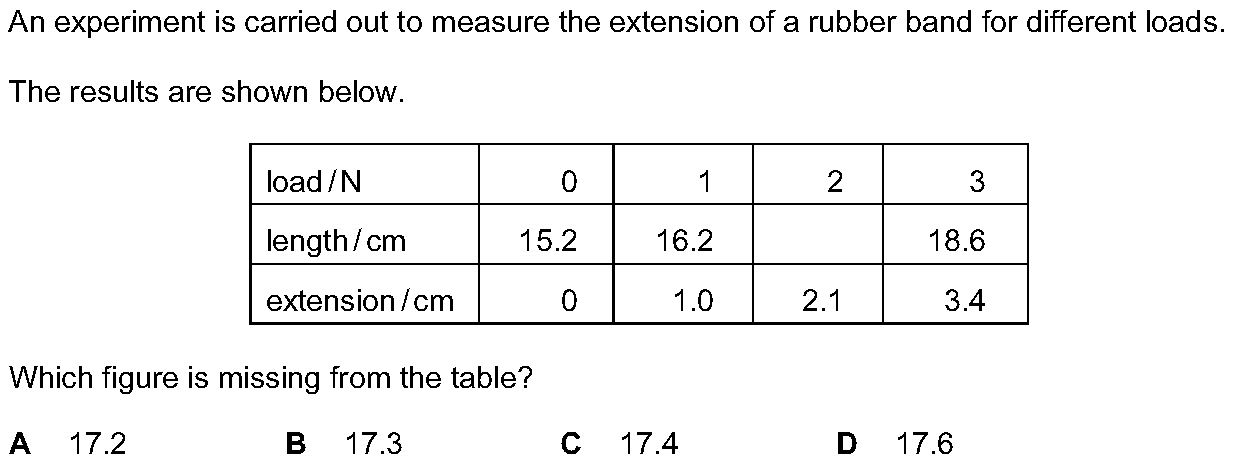 An experiment is carried out to measure the extension of a rubber band for different loads.
The results are shown below.
load / N 0 1 2 3
length / cm 15.2 16.2 18.6
extension / cm 0 1.0 2.1 3.4
Which figure is missing from the table?
A 17.2 B 17.3 C 17.4 D 17.6